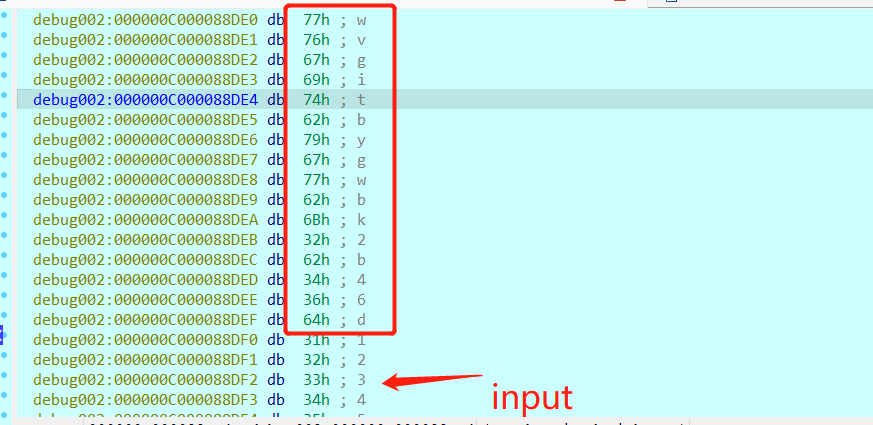 debug002:000000C000088DE0 db 77h ; w
debug002:000000C000088DE1 db 76h ; v
debug002:000000C000088DE2 db 67h ; g
debug002:000000C000088DE3 db 69h ; i
debug002:000000C000088DE4 db 74h ; t
debug002:000000C000088DE5 db 62h ; b
debug002:000000C000088DE6 db 79h ; y
debug002:000000C000088DE7 db 67h ; g
debug002:000000C000088DE8 db 77h ; w
debug002:000000C000088DE9 db 62h ; b
debug002:000000C000088DEA db 6Bh ; k
debug002:000000C000088DEB db 32h ; 2
debug002:000000C000088DEC db 62h ; b
debug002:000000C000088DED db 34h ; 4
debug002:000000C000088DEE db 36h ; 6
debug002:000000C000088DEF db 64h ; d
debug002:000000C000088DF0 db 31h ; 1
debug002:000000C000088DF1 db 32h ; 2
debug002:000000C000088DF2 db 33h ; 3
debug002:000000C000088DF3 db 34h ; 4
input